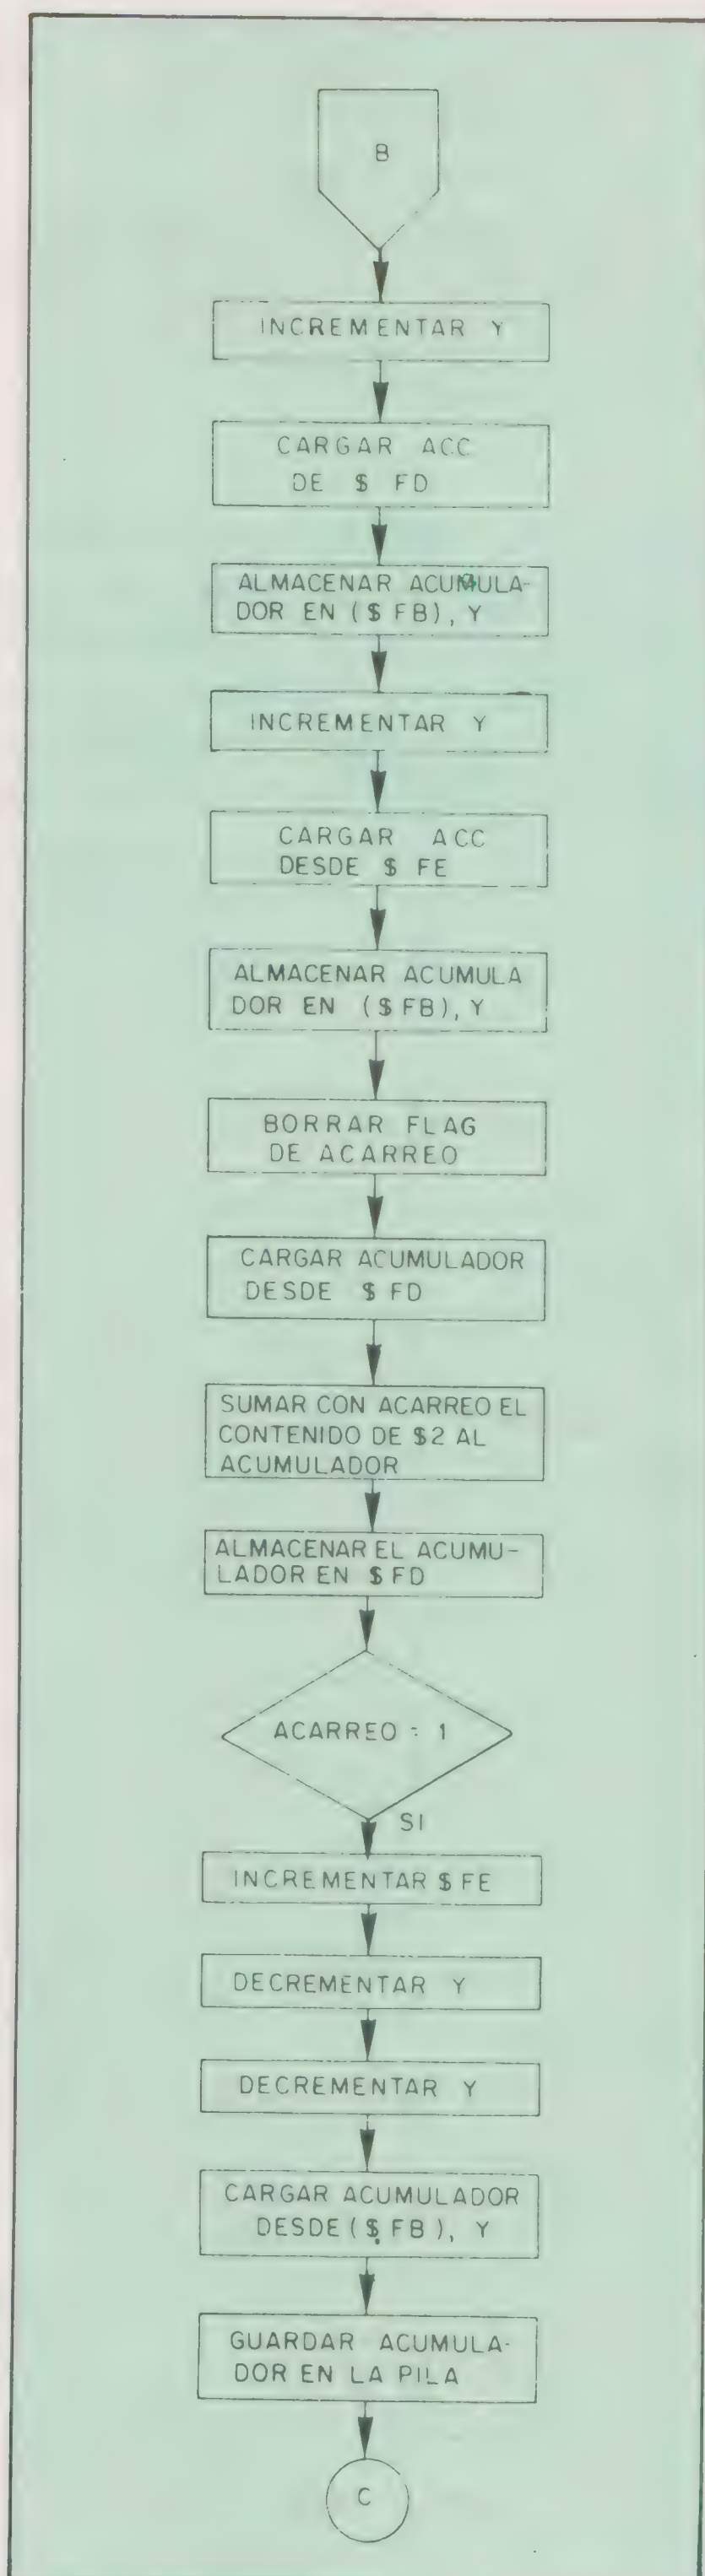 B
INCREMENTAR Y
CARGAR ACC
DE $ FD
ALMACENAR ACUMULA-
DOR EN ($ FB), Y
INCREMENTAR Y
CARGAR ACC
DESDE $ FE
ALMACENAR ACUMULA
DOR EN ($ FB), Y
BORRAR FLAG
DE ACARREO
CARGAR ACUMULADOR
DESDE $ FD
SUMAR CON ACARREO EL
CONTENIDO DE $2 AL
ACUMULADOR
ALMACENAR EL ACUMU-
LADOR EN $ FD
ACARREO = 1
SI
INCREMENTAR $ FE
DECREMENTAR Y
DECREMENTAR Y
CARGAR ACUMULADOR
DESDE ($ FB), Y
GUARDAR ACUMULA-
DOR EN LA PILA
C